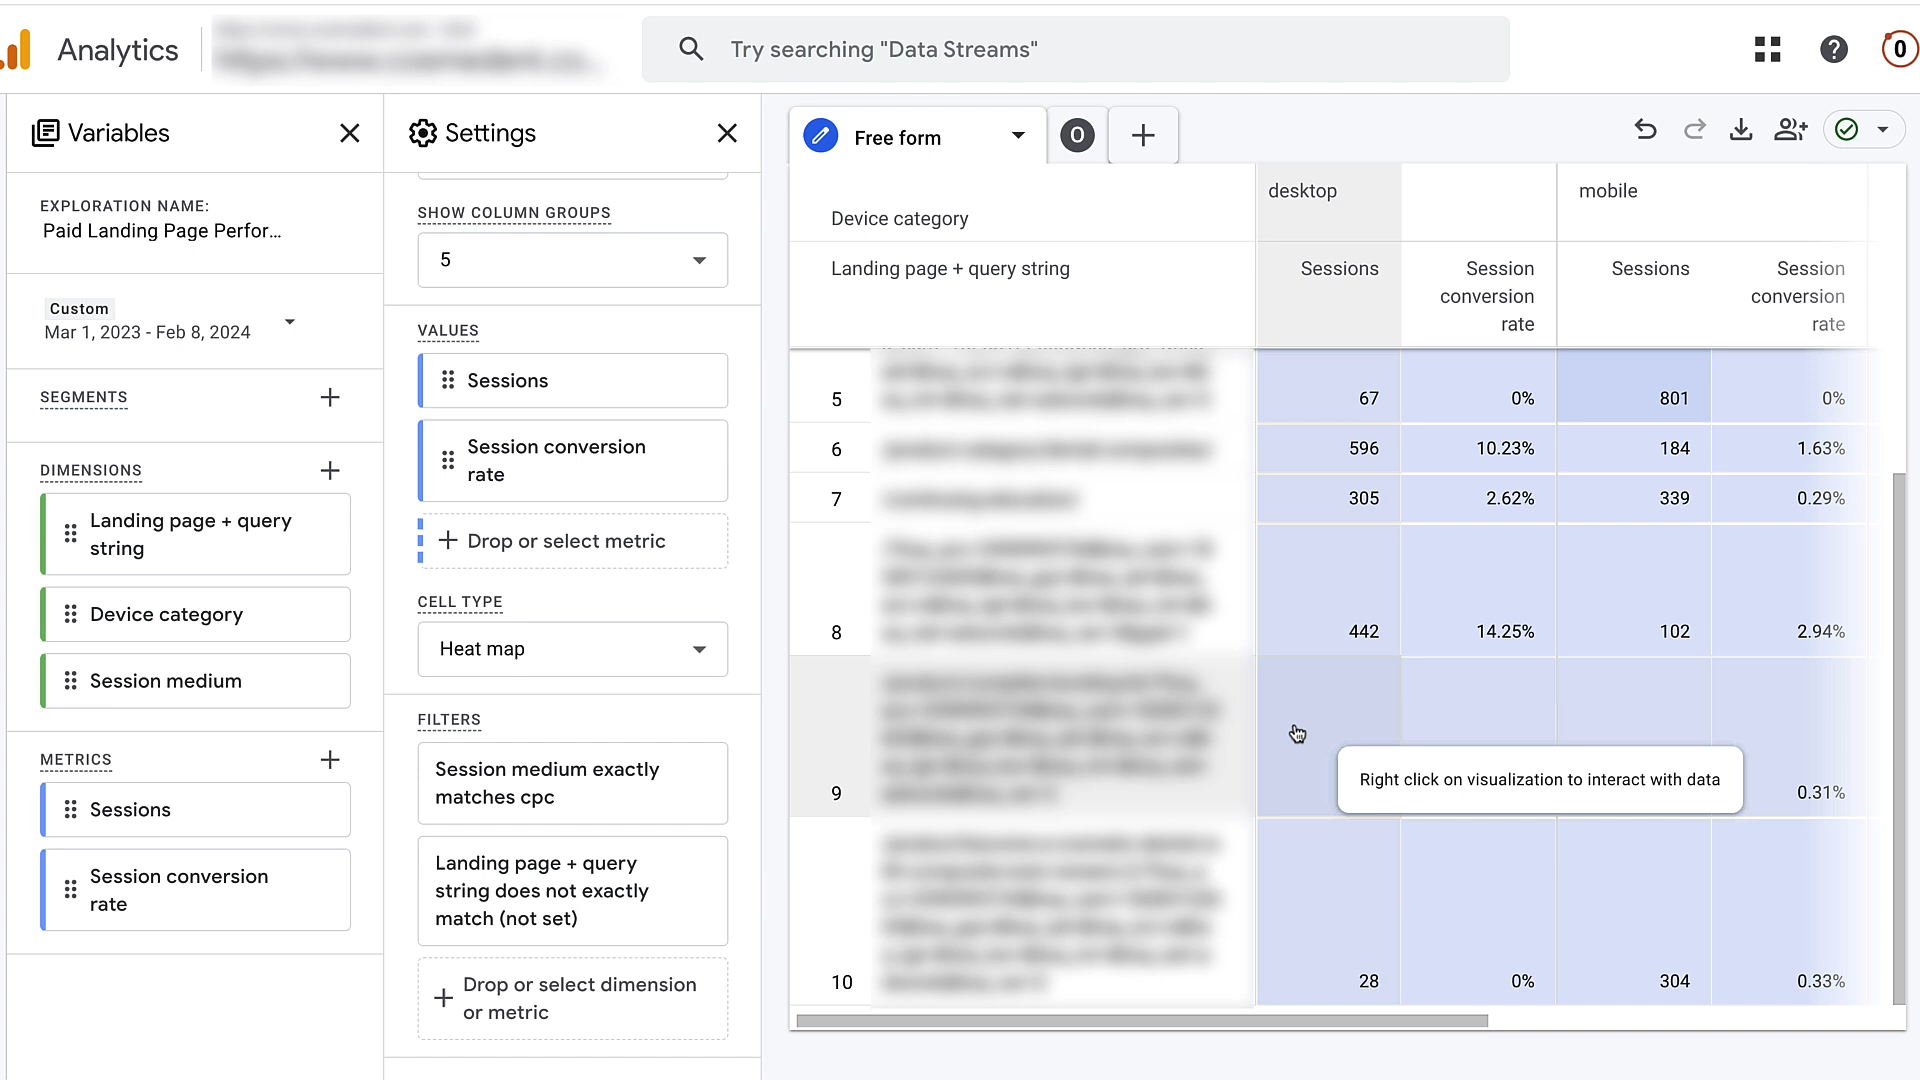 Analytics
Try searching "Data Streams"
0
Variables
EXPLORATION NAME:
Paid Landing Page Perfor...
Custom
Mar 1, 2023 - Feb 8, 2024
SEGMENTS
DIMENSIONS
Landing page + query
string
Device category
Session medium
METRICS
Sessions
Session conversion
rate
Settings
SHOW COLUMN GROUPS
5
VALUES
Sessions
Session conversion
rate
Drop or select metric
CELL TYPE
Heat map
FILTERS
Session medium exactly
matches cpc
Landing page + query
string does not exactly
match (not set)
Drop or select dimension
or metric
Free form
0
Device category
desktop
mobile
Landing page + query string
Sessions
Session
conversion
rate
Sessions
Session
conversion
rate
5 67 0% 801 0%
6 596 10.23% 184 1.63%
7 305 2.62% 339 0.29%
8 442 14.25% 102 2.94%
Right click on visualization to interact with data
9 0.31%
10 28 0% 304 0.33%